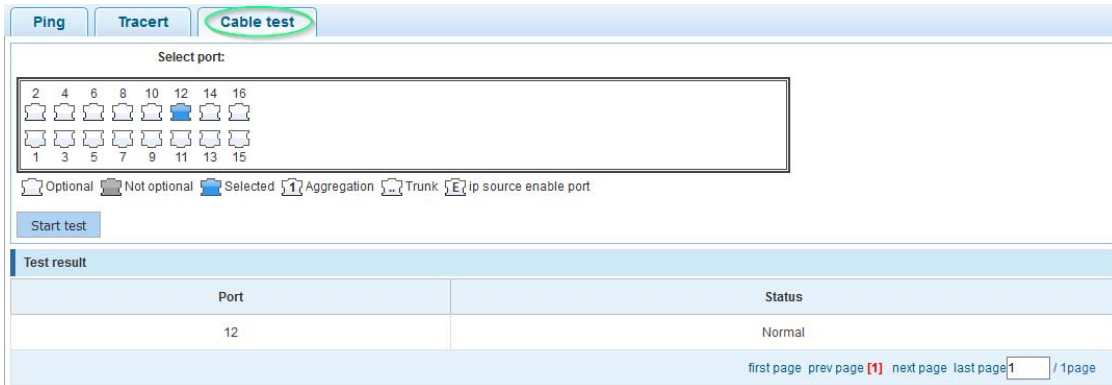 Ping Tracert Cable test
Select port:
2 4 6 8 10 12 14 16
1 3 5 7 9 11 13 15
Optional Not optional Selected 1 Aggregation .. Trunk E ip source enable port
Start test
Test result
Port Status
12 Normal
first page prev page [1] next page last page 1 / 1page